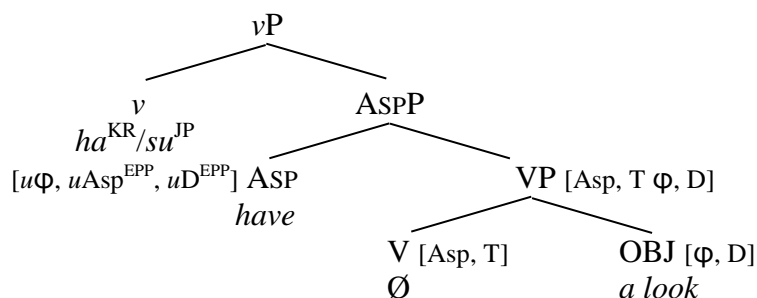 vP
v ASPP
ha^KR/su^JP
[uφ, uAsp^EPP, uD^EPP] ASP VP [Asp, T φ, D]
have
V [Asp, T] OBJ [φ, D]
Ø a look